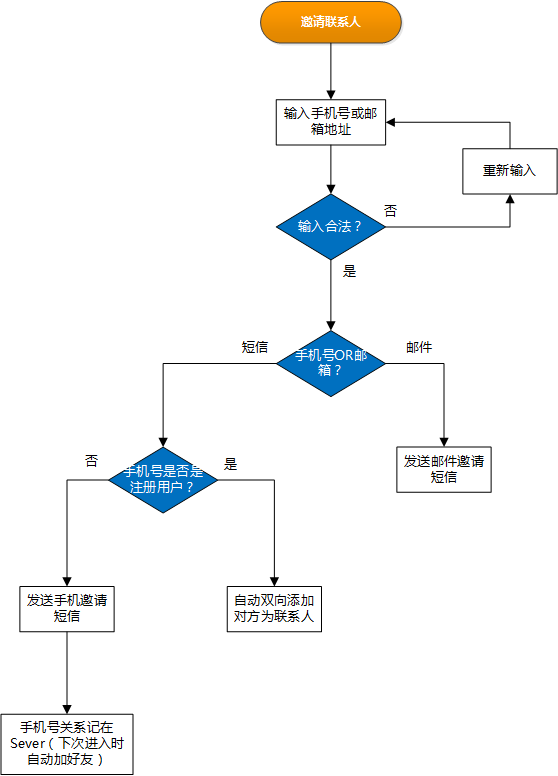 邀请联系人
输入手机号或邮
箱地址
重新输入
输入合法？
否
是
短信
手机号OR邮
箱？
邮件
否
手机号是否是
注册用户？
是
发送邮件邀请
短信
发送手机邀请
短信
自动双向添加
对方为联系人
手机号关系记在
Sever（下次进入时
自动加好友）